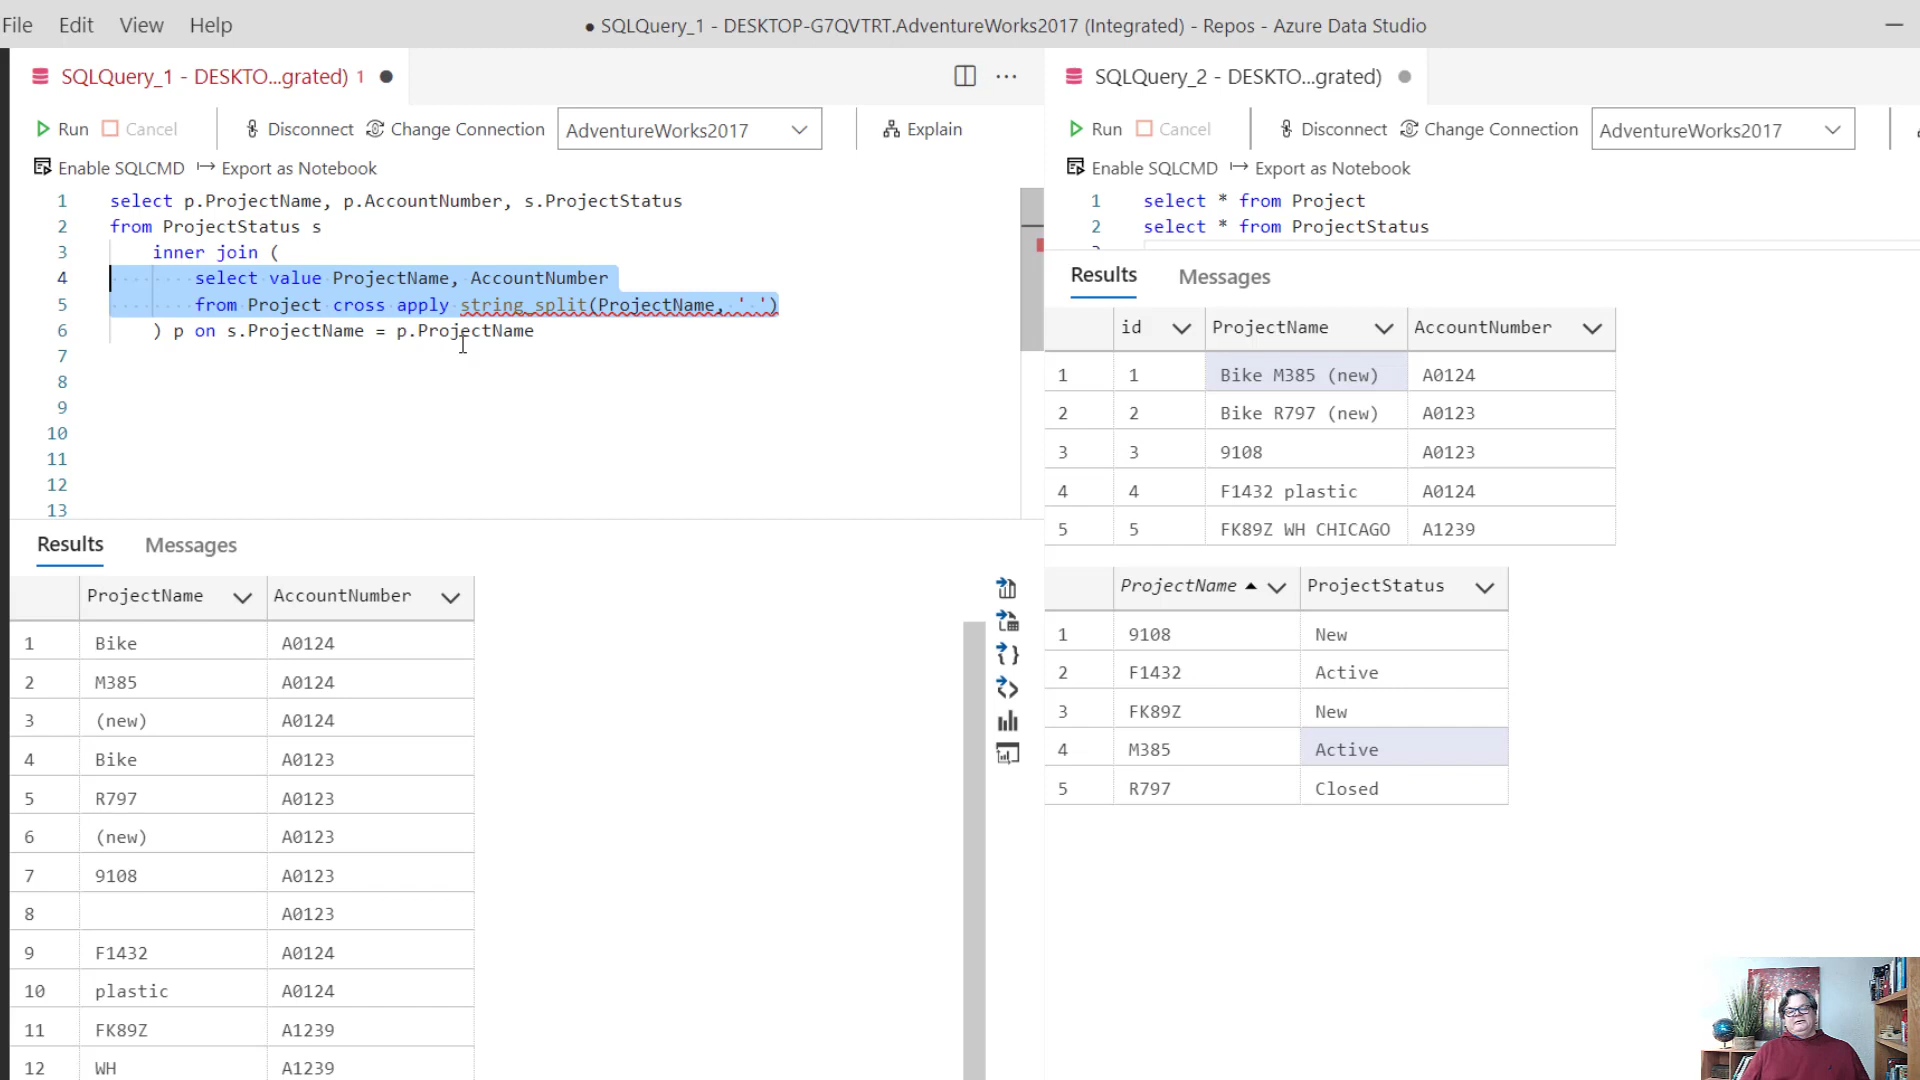 File Edit View Help
● SQLQuery_1 - DESKTOP-G7QVTRT.AdventureWorks2017 (Integrated) - Repos - Azure Data Studio
SQLQuery_1 - DESKTO...grated) 1
Run Cancel Disconnect Change Connection AdventureWorks2017 Explain
Enable SQLCMD Export as Notebook
1 select p.ProjectName, p.AccountNumber, s.ProjectStatus
2 from ProjectStatus s
3 inner join (
4 select value ProjectName, AccountNumber
5 from Project cross apply string_split(ProjectName, ' ')
6 ) p on s.ProjectName = p.ProjectName
7
8
9
10
11
12
13
Results Messages
ProjectName AccountNumber
1 Bike A0124
2 M385 A0124
3 (new) A0124
4 Bike A0123
5 R797 A0123
6 (new) A0123
7 9108 A0123
8 A0123
9 F1432 A0124
10 plastic A0124
11 FK89Z A1239
12 WH A1239
SQLQuery_2 - DESKTO...grated)
Run Cancel Disconnect Change Connection AdventureWorks2017
Enable SQLCMD Export as Notebook
1 select * from Project
2 select * from ProjectStatus
Results Messages
id ProjectName AccountNumber
1 1 Bike M385 (new) A0124
2 2 Bike R797 (new) A0123
3 3 9108 A0123
4 4 F1432 plastic A0124
5 5 FK89Z WH CHICAGO A1239
ProjectName ProjectStatus
1 9108 New
2 F1432 Active
3 FK89Z New
4 M385 Active
5 R797 Closed